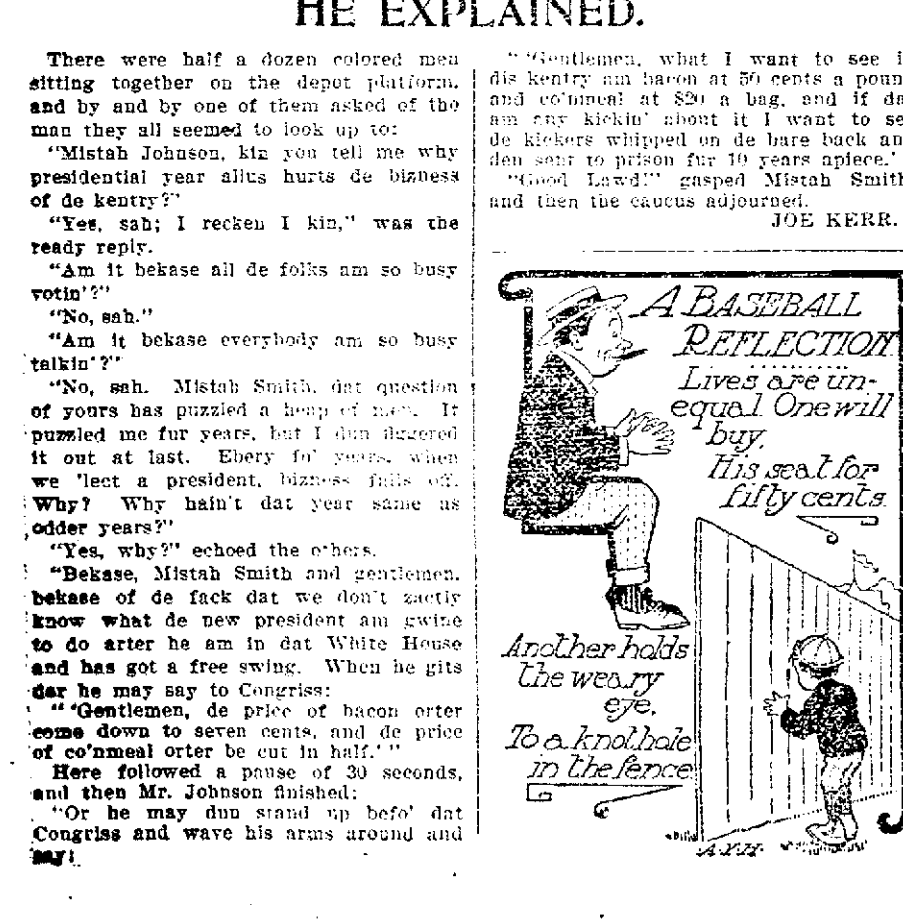 HE EXPLAINED.
There were half a dozen colored men
sitting together on the depot platform,
and by and by one of them asked of the
man they all seemed to look up to:
"Mistah Johnson, kin you tell me why
presidential year allus hurts de bizness
of de kentry?"
"Yes, sah; I recken I kin," was the
ready reply.
"Am it bekase all de folks am so busy
votin'?"
"No, sah."
"Am it bekase everybody am so busy
talkin'?"
"No, sah. Mistah Smith, dat question
of yours has puzzled a heap of men. It
puzzled me fur years, but I dun figgered
it out at last. Ebery fo' years, when
we 'lect a president, bizness falls off.
Why? Why hain't dat year same as
odder years?"
"Yes, why?" echoed the others.
"Bekase, Mistah Smith and gentlemen,
bekase of de fack dat we don't zactly
know what de new president am gwine
to do arter he am in dat White House
and has got a free swing. When he gits
dar he may say to Congriss:
"'Gentlemen, de price of bacon orter
come down to seven cents, and de price
of co'nmeal orter be cut in half.'"
Here followed a pause of 30 seconds,
and then Mr. Johnson finished:
"Or he may dun stand up befo' dat
Congriss and wave his arms around and
say:
"'Gentlemen, what I want to see i
dis kentry am bacon at 50 cents a poun
and co'nmeal at $20 a bag, and if da
am any kickin' about it I want to se
de kickers whipped on de bare back an
den sent to prison fur 10 years apiece.'
"Good Lawd!" gasped Mistah Smith
and then the caucus adjourned.
JOE KERR.
A BASEBALL
REFLECTION
Lives are un-
equal. One will
buy,
His seat for
fifty cents.
Another holds
the weary
eye,
To a knothole
in the fence
A.Y.H.